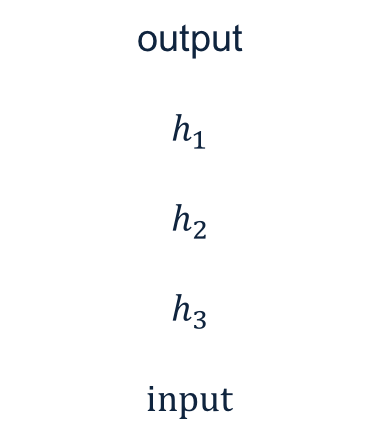 output
h₁
h₂
h₃
input